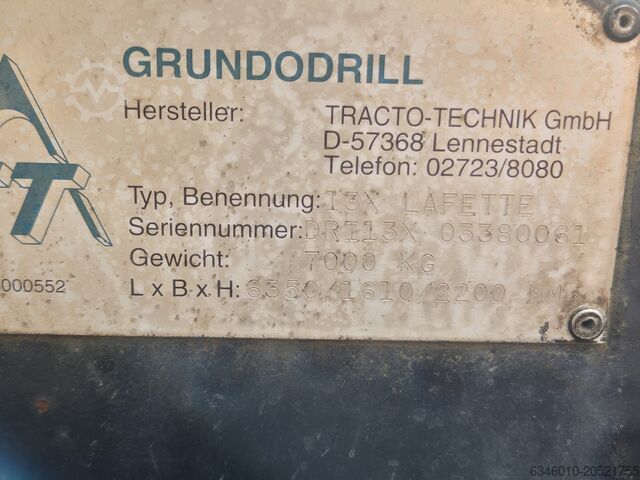 GRUNDODRILL
Hersteller: TRACTO-TECHNIK GmbH
D-57368 Lennestadt
Telefon: 02723/8080
Typ, Benennung: 13X LAFETTE
Seriennummer: DRI13X 03380061
Gewicht: 7000 KG
L x B x H: 6350/1610/2200 MM
000552
TT
6346010-20521755